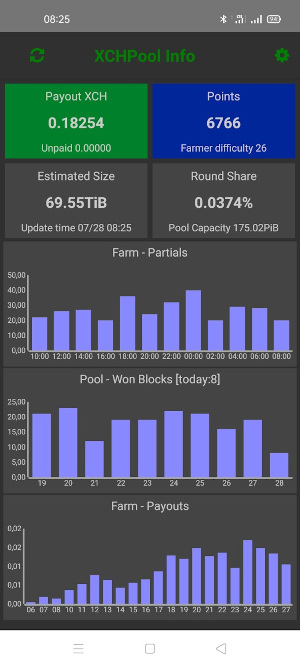 08:25
94
XCHPool Info
Payout XCH
0.18254
Unpaid 0.00000
Points
6766
Farmer difficulty 26
Estimated Size
69.55TiB
Update time 07/28 08:25
Round Share
0.0374%
Pool Capacity 175.02PiB
Farm - Partials
50,00
40,00
30,00
20,00
10,00
0,00
10:00 12:00 14:00 16:00 18:00 20:00 22:00 00:00 02:00 04:00 06:00 08:00
Pool - Won Blocks [today:8]
25,00
20,00
15,00
10,00
5,00
0,00
19 20 21 22 23 24 25 26 27 28
Farm - Payouts
0,02
0,02
0,01
0,01
0,00
06 07 08 10 11 12 13 14 15 16 17 18 19 20 21 22 23 24 25 26 27